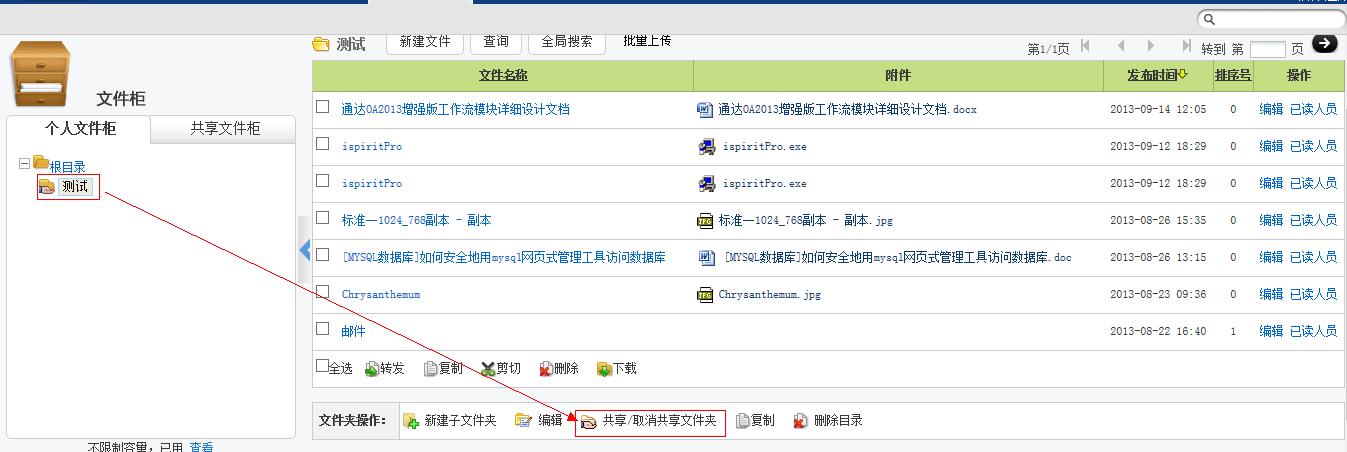 测试 新建文件 查询 全局搜索 批量上传 第1/1页 转到 第 页
文件柜
个人文件柜 共享文件柜
根目录
测试
不限制容量，已用 查看
文件名称 附件 发布时间 排序号 操作
通达OA2013增强版工作流模块详细设计文档 通达OA2013增强版工作流模块详细设计文档.docx 2013-09-14 12:05 0 编辑 已读人员
ispiritPro ispiritPro.exe 2013-09-12 18:29 0 编辑 已读人员
ispiritPro ispiritPro.exe 2013-09-12 18:29 0 编辑 已读人员
标准—1024_768副本 - 副本 标准—1024_768副本 - 副本.jpg 2013-08-26 15:35 0 编辑 已读人员
[MYSQL数据库]如何安全地用mysql网页式管理工具访问数据库 [MYSQL数据库]如何安全地用mysql网页式管理工具访问数据库.doc 2013-08-26 13:15 0 编辑 已读人员
Chrysanthemum Chrysanthemum.jpg 2013-08-23 09:36 0 编辑 已读人员
邮件 2013-08-22 16:40 1 编辑 已读人员
全选 转发 复制 剪切 删除 下载
文件夹操作： 新建子文件夹 编辑 共享/取消共享文件夹 复制 删除目录